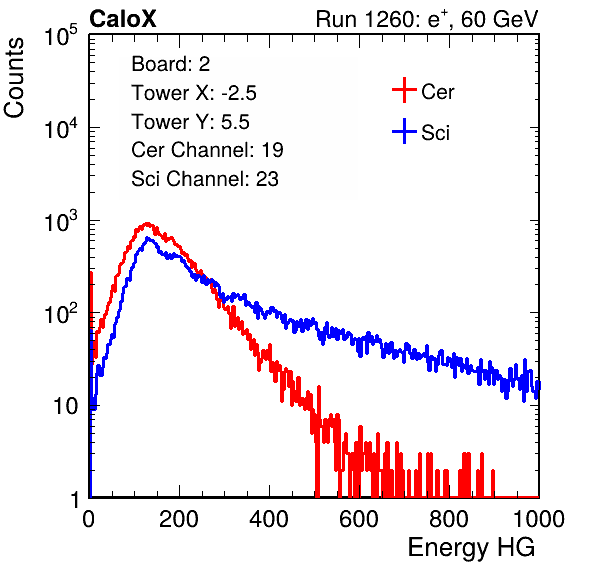 CaloX Run 1260: e⁺, 60 GeV
Counts
10⁵
10⁴
10³
10²
10
1
Board: 2
Tower X: -2.5
Tower Y: 5.5
Cer Channel: 19
Sci Channel: 23
Cer
Sci
0 200 400 600 800 1000
Energy HG